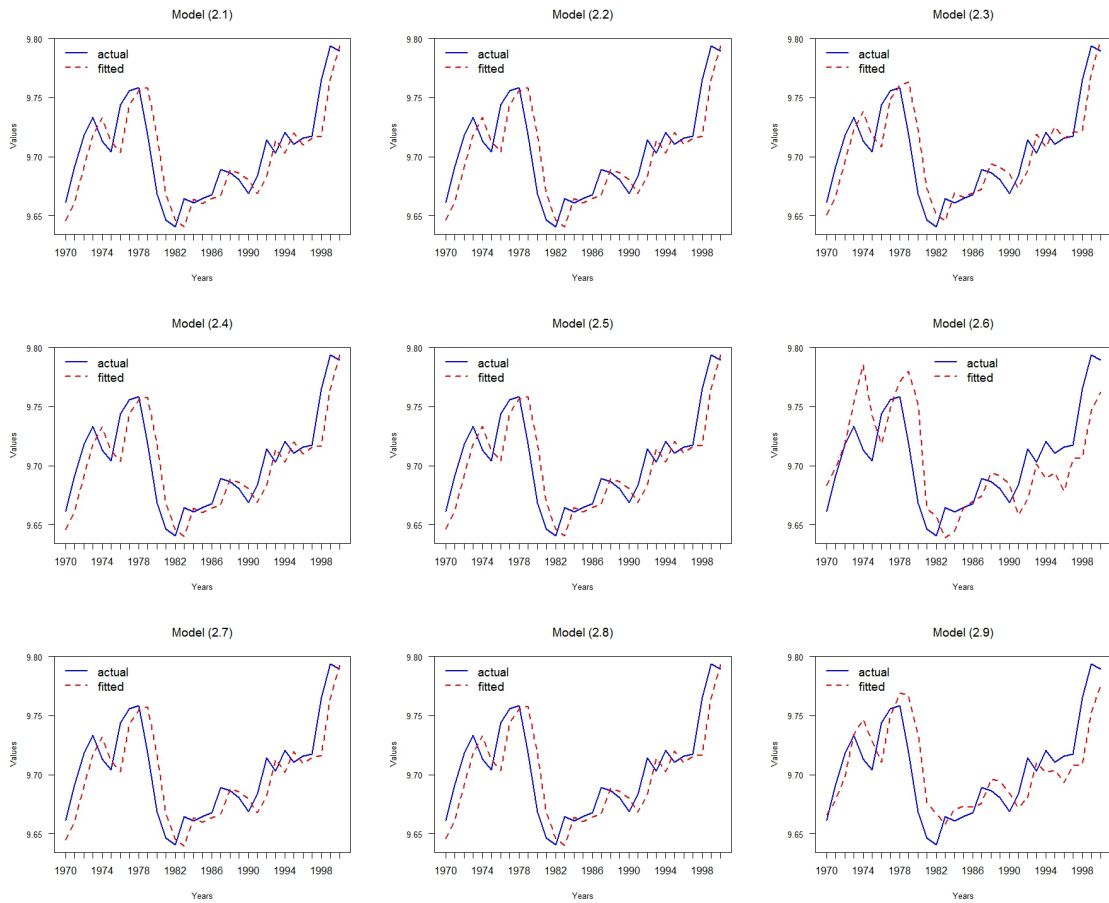 Model (2.1)
Model (2.2)
Model (2.3)
9.80
9.75
9.70
9.65
Values
actual
fitted
1970 1974 1978 1982 1986 1990 1994 1998
Years
9.80
9.75
9.70
9.65
Values
actual
fitted
1970 1974 1978 1982 1986 1990 1994 1998
Years
9.80
9.75
9.70
9.65
Values
actual
fitted
1970 1974 1978 1982 1986 1990 1994 1998
Years
Model (2.4)
Model (2.5)
Model (2.6)
9.80
9.75
9.70
9.65
Values
actual
fitted
1970 1974 1978 1982 1986 1990 1994 1998
Years
9.80
9.75
9.70
9.65
Values
actual
fitted
1970 1974 1978 1982 1986 1990 1994 1998
Years
9.80
9.75
9.70
9.65
Values
actual
fitted
1970 1974 1978 1982 1986 1990 1994 1998
Years
Model (2.7)
Model (2.8)
Model (2.9)
9.80
9.75
9.70
9.65
Values
actual
fitted
1970 1974 1978 1982 1986 1990 1994 1998
Years
9.80
9.75
9.70
9.65
Values
actual
fitted
1970 1974 1978 1982 1986 1990 1994 1998
Years
9.80
9.75
9.70
9.65
Values
actual
fitted
1970 1974 1978 1982 1986 1990 1994 1998
Years